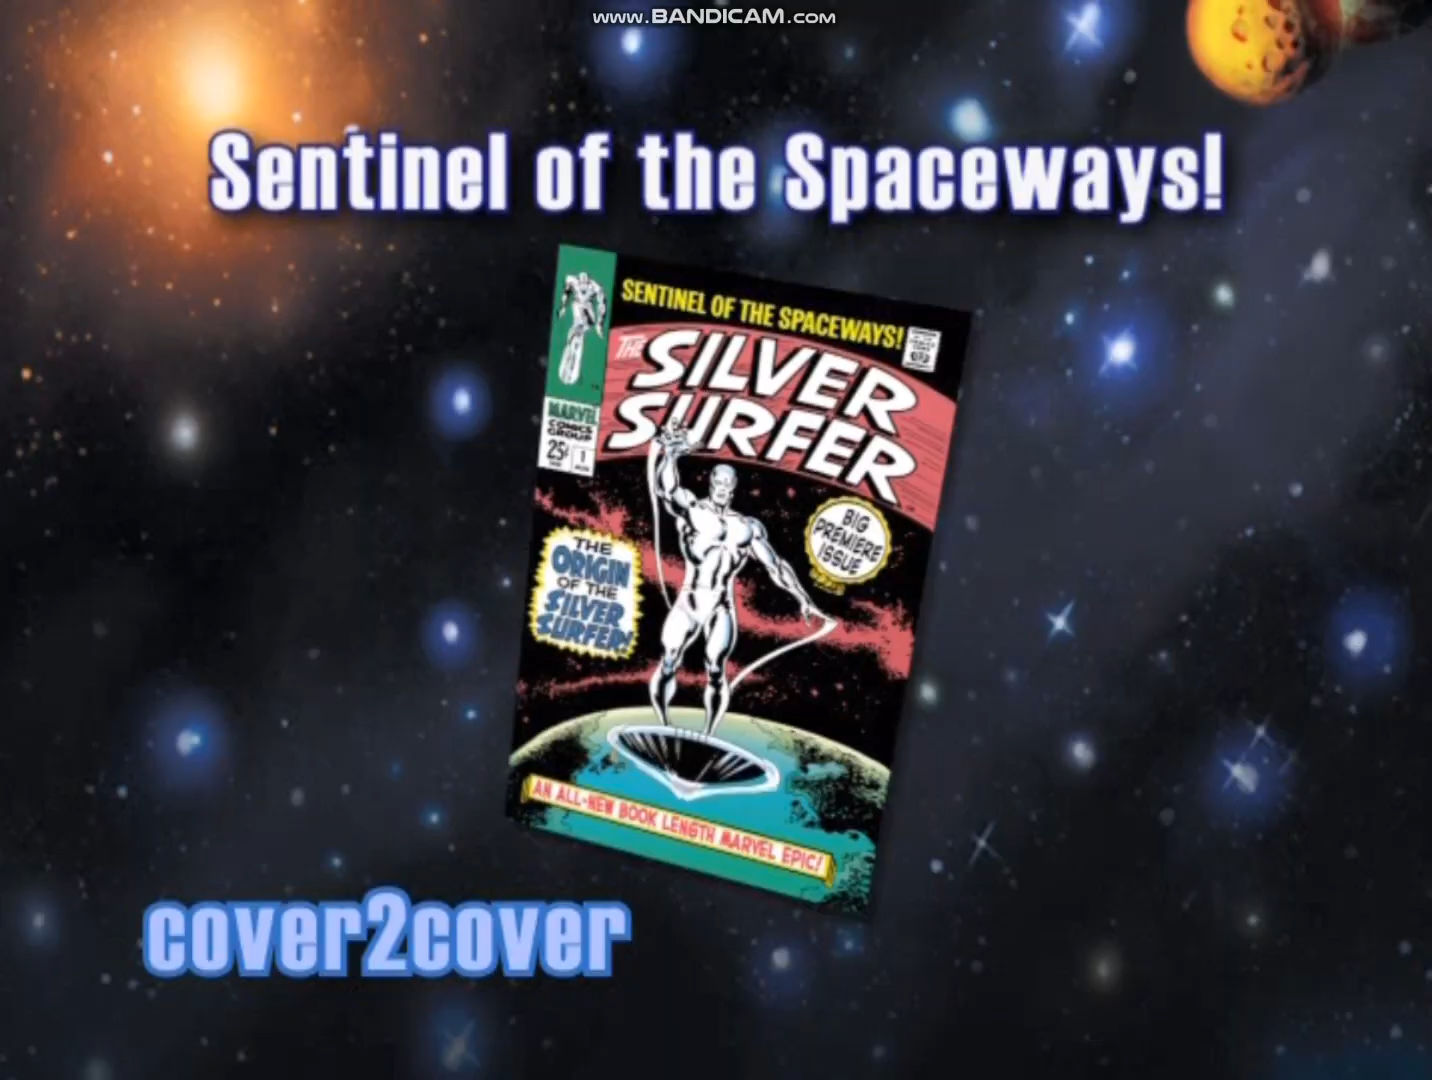 www.BANDICAM.com
Sentinel of the Spaceways!
SENTINEL OF THE SPACEWAYS!
THE
SILVER
SURFER
MARVEL
COMICS
GROUP
25¢
1
BIG
PREMIERE
ISSUE
THE
ORIGIN
OF THE
SILVER
SURFER!
AN ALL-NEW BOOK LENGTH MARVEL EPIC!
cover2cover